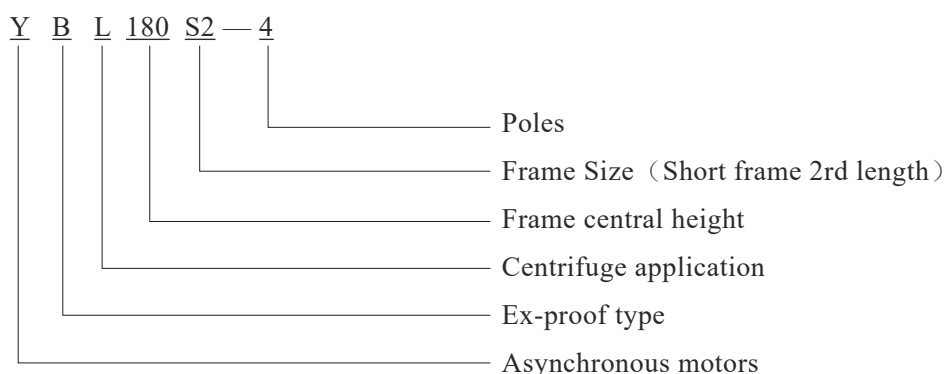 Y B L 180 S2 — 4
Poles
Frame Size（Short frame 2rd length）
Frame central height
Centrifuge application
Ex-proof type
Asynchronous motors